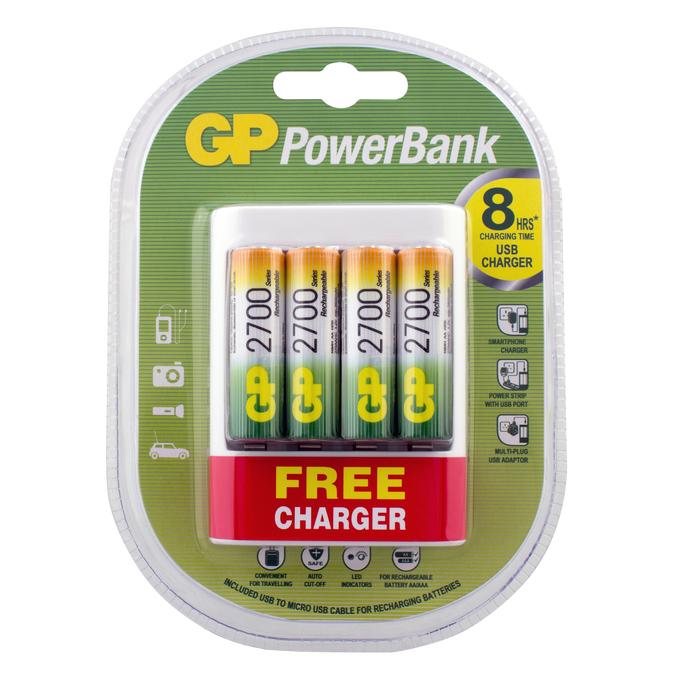 GP PowerBank
8 HRS*
CHARGING TIME
USB
CHARGER
GP 2700 Series Rechargeable
GP 2700 Series Rechargeable
GP 2700 Series Rechargeable
GP 2700 Series Rechargeable
SMARTPHONE
CHARGER
POWER STRIP
WITH USB PORT
MULTI-PLUG
USB ADAPTOR
FREE
CHARGER
CONVENIENT
FOR TRAVELLING
SAFE
AUTO
CUT-OFF
LED
INDICATORS
AA
AAA
FOR RECHARGEABLE
BATTERY AA/AAA
INCLUDED USB TO MICRO USB CABLE FOR RECHARGING BATTERIES